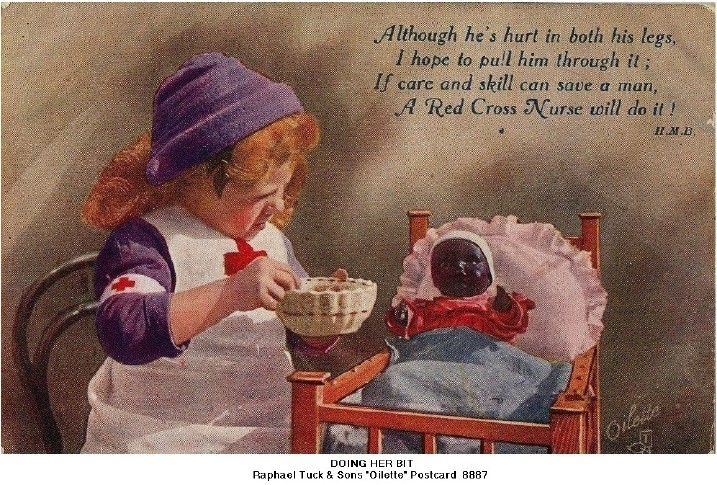 Although he's hurt in both his legs,
I hope to pull him through it;
If care and skill can save a man,
A Red Cross Nurse will do it!
H.M.B.
Oilette
DOING HER BIT
Raphael Tuck & Sons "Oilette" Postcard 8887